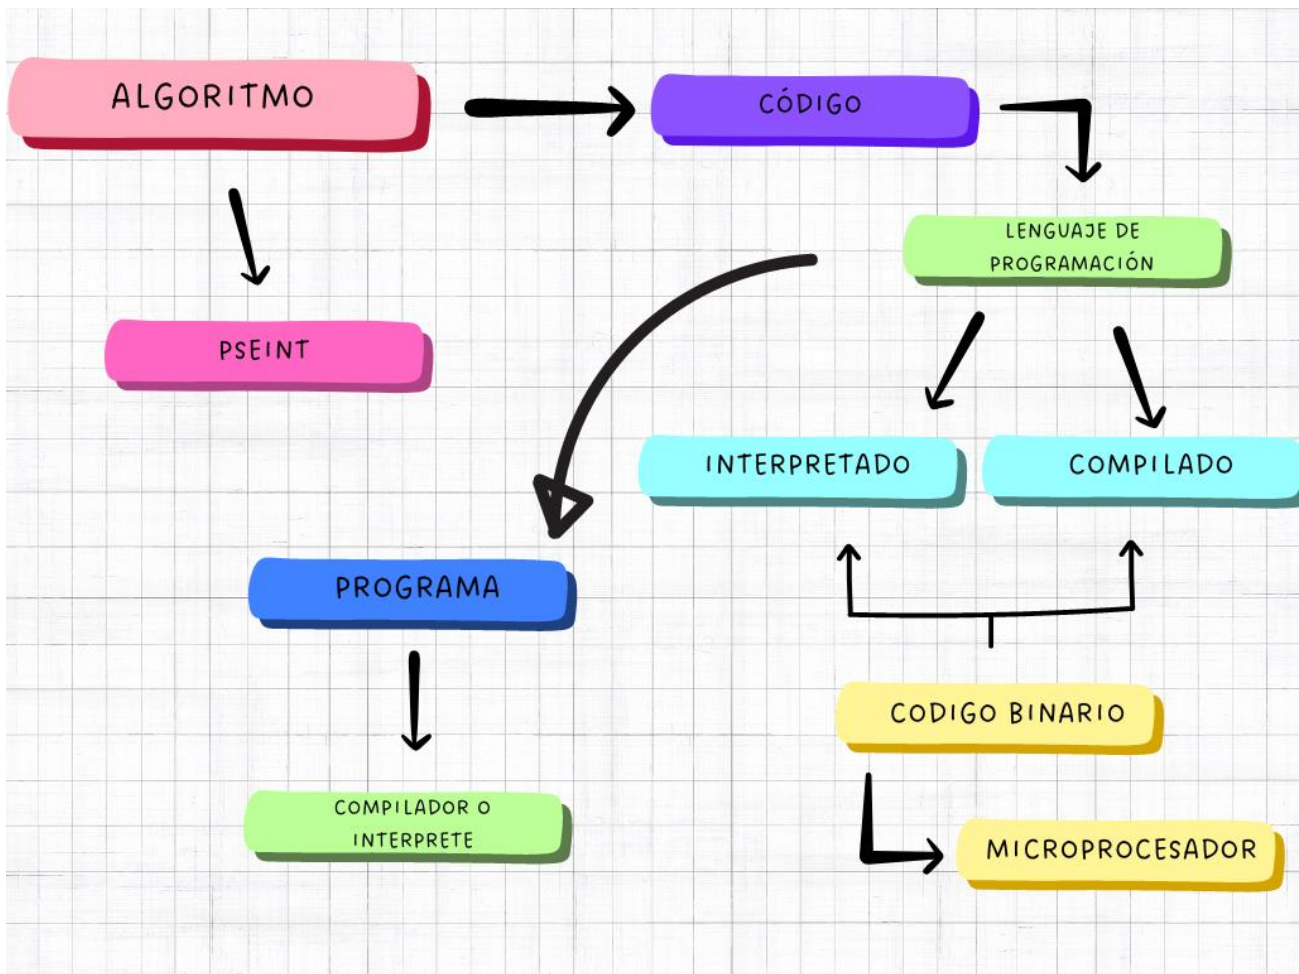 ALGORITMO
CÓDIGO
LENGUAJE DE
PROGRAMACIÓN
PSEINT
INTERPRETADO
COMPILADO
PROGRAMA
CODIGO BINARIO
COMPILADOR O
INTERPRETE
MICROPROCESADOR